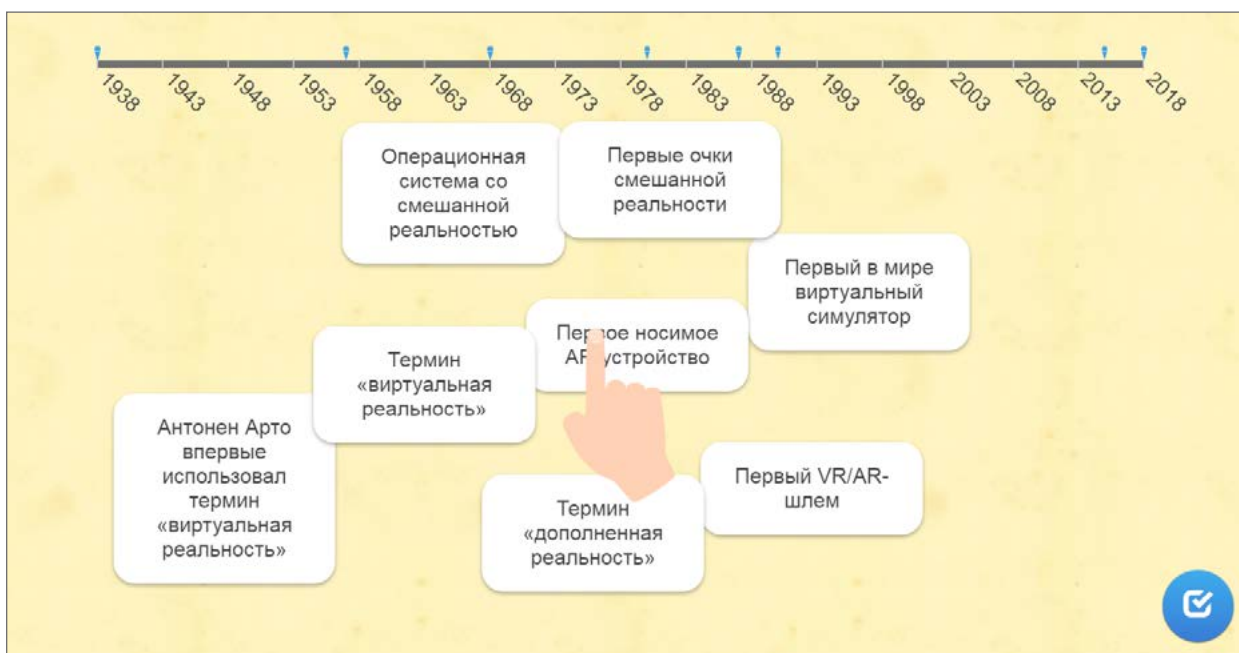 1938
1943
1948
1953
1958
1963
1968
1973
1978
1983
1988
1993
1998
2003
2008
2013
2018
Операционная
система со
смешанной
реальностью
Первые очки
смешанной
реальности
Первый в мире
виртуальный
симулятор
Первое носимое
устройство
Термин
«виртуальная
реальность»
Антонен Арто
впервые
использовал
термин
«виртуальная
реальность»
Термин
«дополненная
реальность»
Первый VR/AR-
шлем